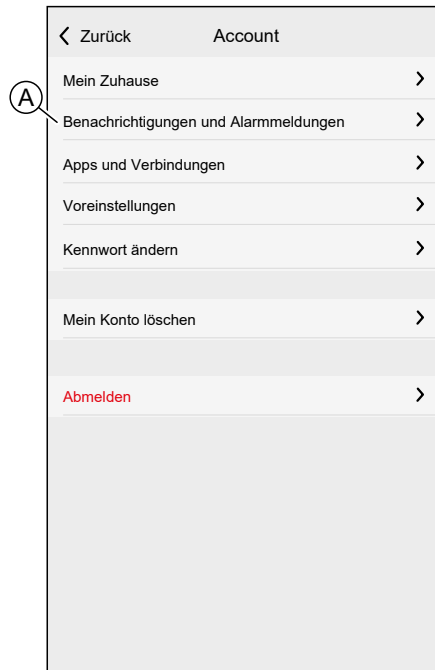 Zurück Account
Mein Zuhause
A
Benachrichtigungen und Alarmmeldungen
Apps und Verbindungen
Voreinstellungen
Kennwort ändern
Mein Konto löschen
Abmelden